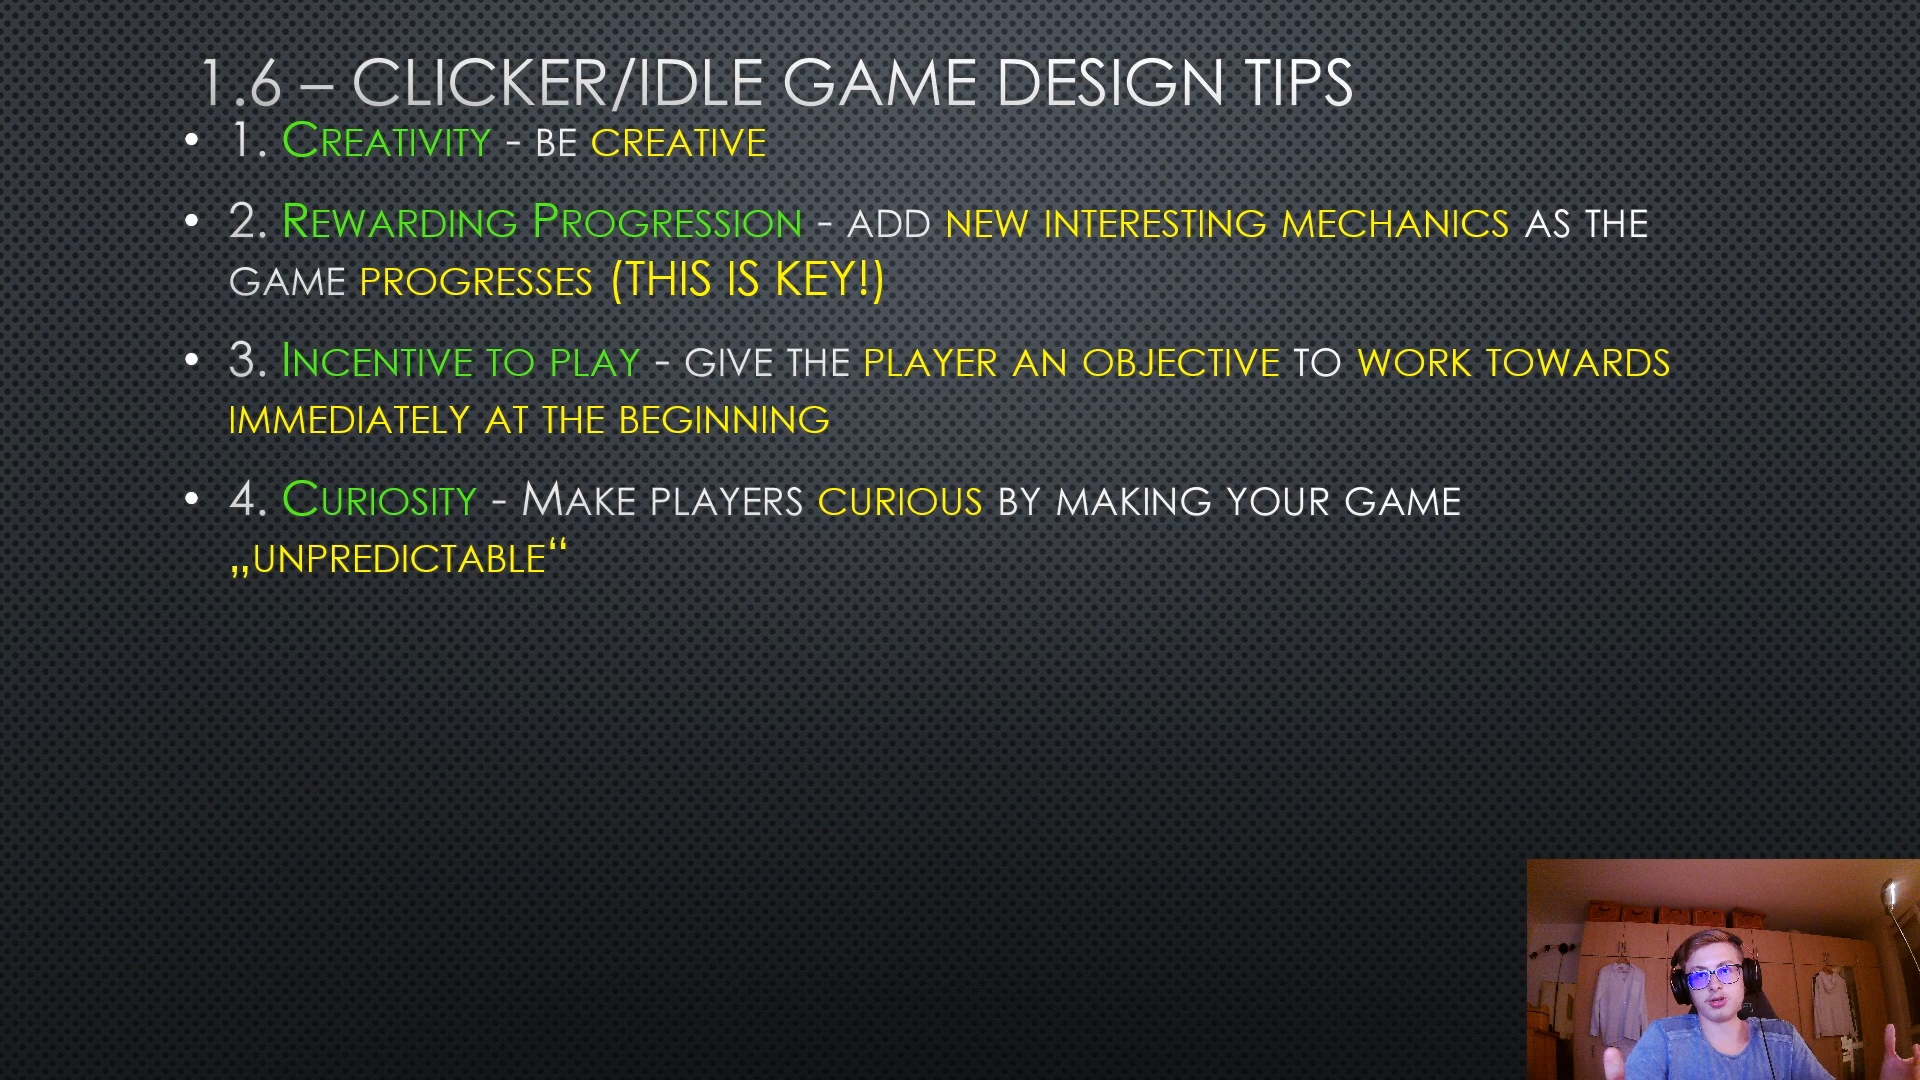 1.6 – CLICKER/IDLE GAME DESIGN TIPS
• 1. CREATIVITY - BE CREATIVE
• 2. REWARDING PROGRESSION - ADD NEW INTERESTING MECHANICS AS THE
GAME PROGRESSES (THIS IS KEY!)
• 3. INCENTIVE TO PLAY - GIVE THE PLAYER AN OBJECTIVE TO WORK TOWARDS
IMMEDIATELY AT THE BEGINNING
• 4. CURIOSITY - MAKE PLAYERS CURIOUS BY MAKING YOUR GAME
„UNPREDICTABLE“